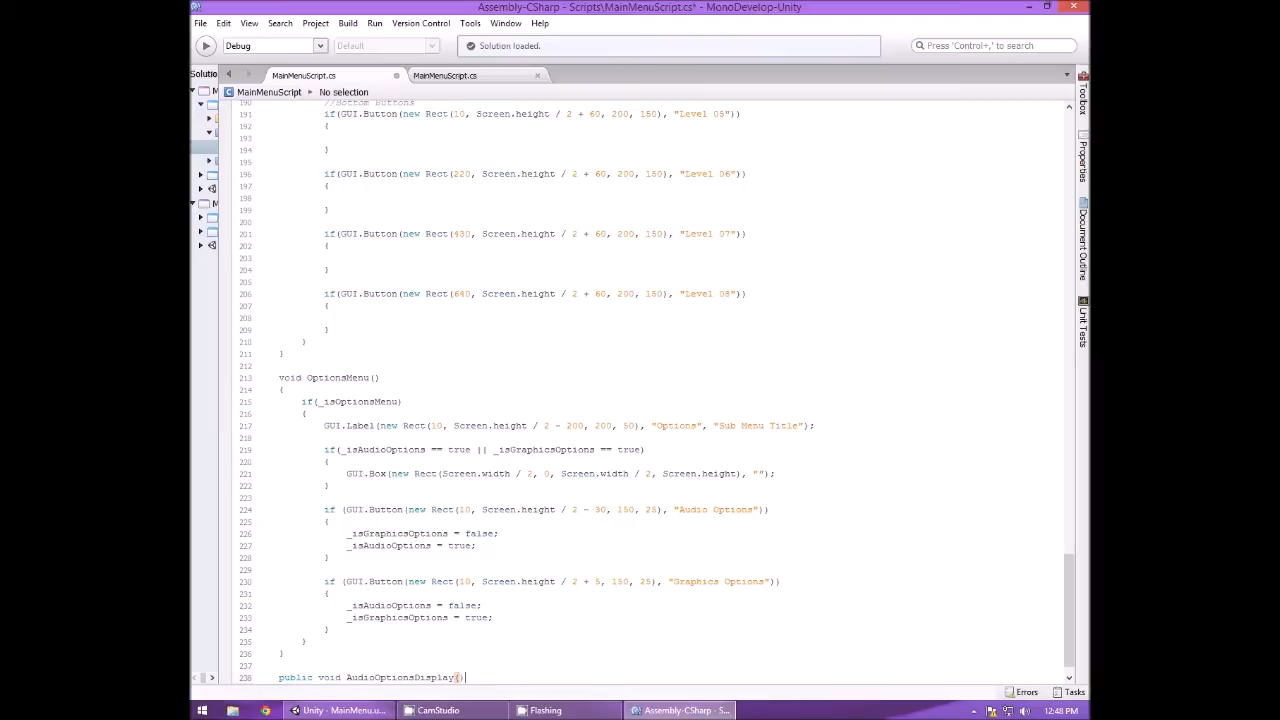 Assembly-CSharp - Scripts\MainMenuScript.cs* - MonoDevelop-Unity
File Edit View Search Project Build Run Version Control Tools Window Help
Debug Default Solution loaded. Press 'Control+,' to search
Solutio MainMenuScript.cs MainMenuScript.cs
MainMenuScript No selection
190 //Bottom Buttons
191 if(GUI.Button(new Rect(10, Screen.height / 2 + 60, 200, 150), "Level 05"))
192 {
193
194 }
195
196 if(GUI.Button(new Rect(220, Screen.height / 2 + 60, 200, 150), "Level 06"))
197 {
198
199 }
200
201 if(GUI.Button(new Rect(430, Screen.height / 2 + 60, 200, 150), "Level 07"))
202 {
203
204 }
205
206 if(GUI.Button(new Rect(640, Screen.height / 2 + 60, 200, 150), "Level 08"))
207 {
208
209 }
210 }
211 }
212
213 void OptionsMenu()
214 {
215 if(_isOptionsMenu)
216 {
217 GUI.Label(new Rect(10, Screen.height / 2 - 200, 200, 50), "Options", "Sub Menu Title");
218
219 if(_isAudioOptions == true || _isGraphicsOptions == true)
220 {
221 GUI.Box(new Rect(Screen.width / 2, 0, Screen.width / 2, Screen.height), "");
222 }
223
224 if (GUI.Button(new Rect(10, Screen.height / 2 - 30, 150, 25), "Audio Options"))
225 {
226 _isGraphicsOptions = false;
227 _isAudioOptions = true;
228 }
229
230 if (GUI.Button(new Rect(10, Screen.height / 2 + 5, 150, 25), "Graphics Options"))
231 {
232 _isAudioOptions = false;
233 _isGraphicsOptions = true;
234 }
235 }
236 }
237
238 public void AudioOptionsDisplay()
Toolbox
Properties
Document Outline
Unit Tests
Errors Tasks
Unity - MainMenu.u... CamStudio Flashing Assembly-CSharp - S... 12:48 PM